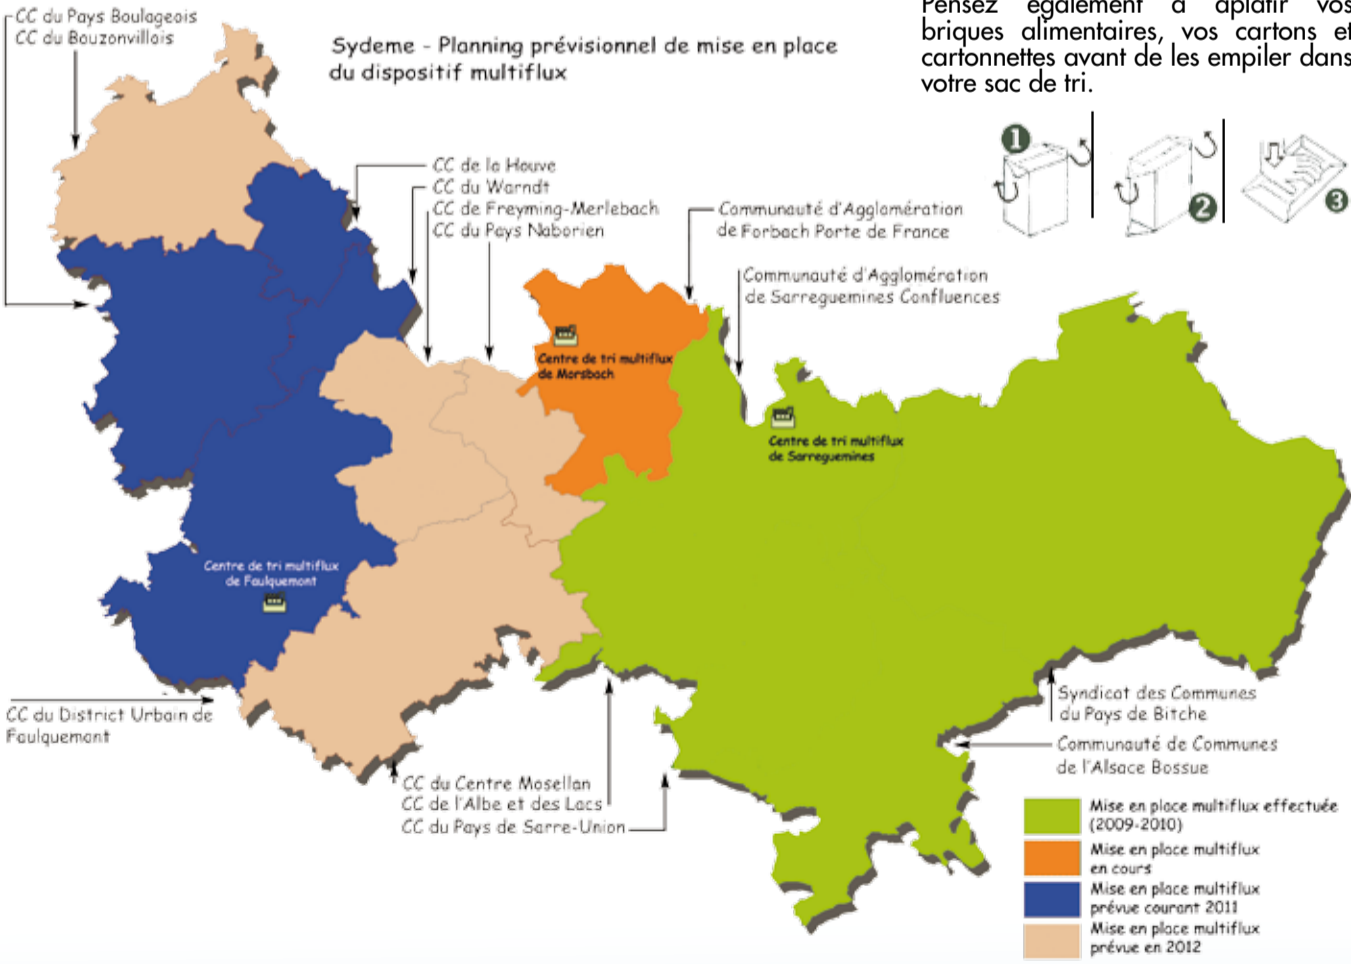 CC du Pays Boulageois
CC du Bouzonvillois
Sydeme - Planning prévisionnel de mise en place
du dispositif multiflux
Pensez également à aplatir vos
briques alimentaires, vos cartons et
cartonnettes avant de les empiler dans
votre sac de tri.
1
2
3
CC de la Houve
CC du Warndt
CC de Freyming-Merlebach
CC du Pays Naborien
Communauté d'Agglomération
de Forbach Porte de France
Communauté d'Agglomération
de Sarreguemines Confluences
Centre de tri multiflux
de Morsbach
Centre de tri multiflux
de Sarreguemines
Centre de tri multiflux
de Faulquemont
CC du District Urbain de
Faulquemont
CC du Centre Mosellan
CC de l'Albe et des Lacs
CC du Pays de Sarre-Union
Syndicat des Communes
du Pays de Bitche
Communauté de Communes
de l'Alsace Bossue
Mise en place multiflux effectuée
(2009-2010)
Mise en place multiflux
en cours
Mise en place multiflux
prévue courant 2011
Mise en place multiflux
prévue en 2012